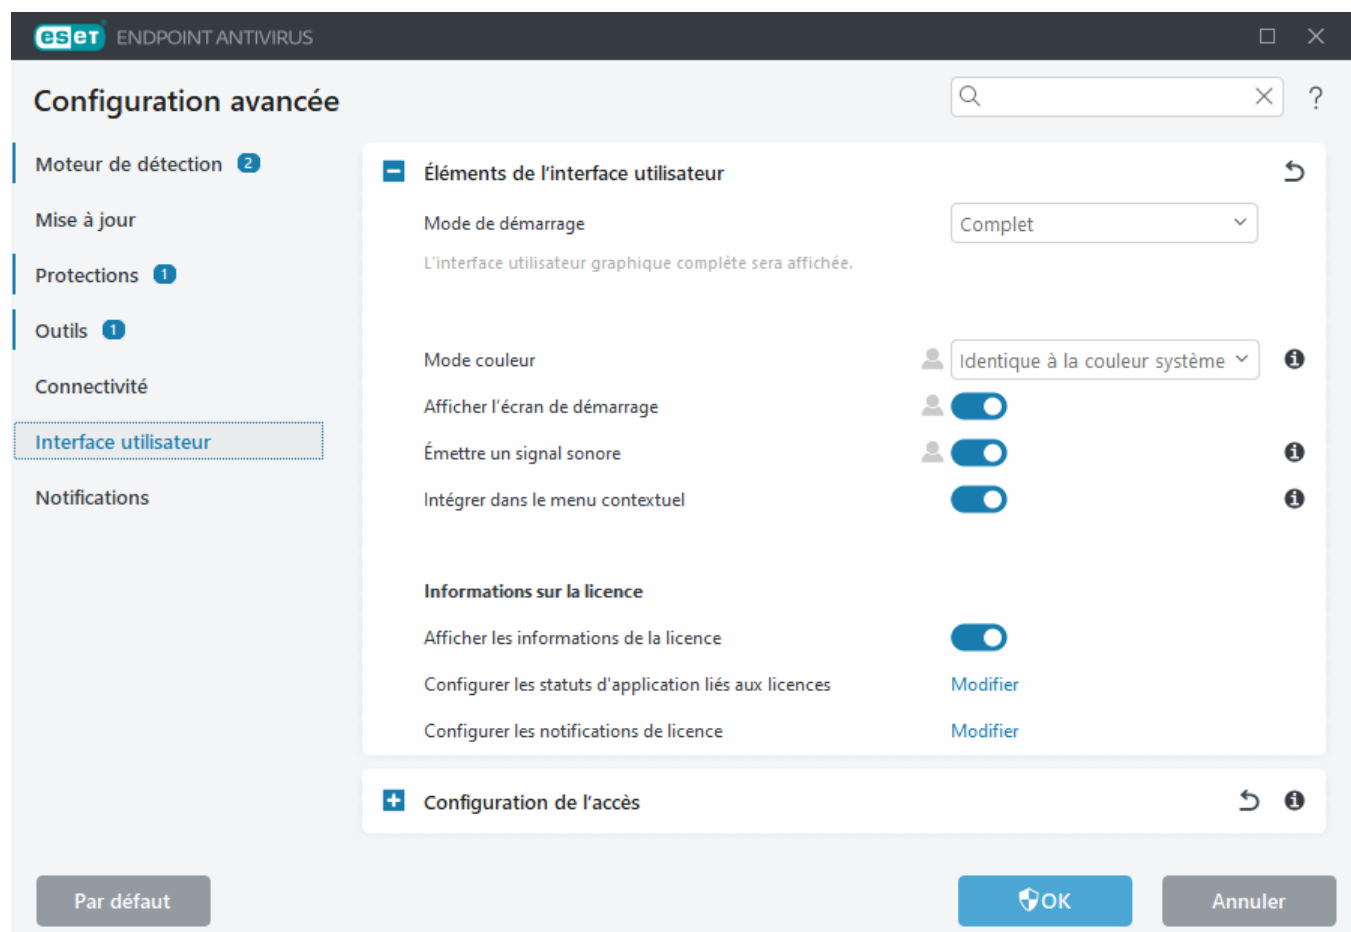 eset ENDPOINT ANTIVIRUS
Configuration avancée
?
Moteur de détection 2
Mise à jour
Protections 1
Outils 1
Connectivité
Interface utilisateur
Notifications
Éléments de l'interface utilisateur
Mode de démarrage
Complet
L'interface utilisateur graphique complète sera affichée.
Mode couleur
Identique à la couleur système
Afficher l'écran de démarrage
Émettre un signal sonore
Intégrer dans le menu contextuel
Informations sur la licence
Afficher les informations de la licence
Configurer les statuts d'application liés aux licences
Modifier
Configurer les notifications de licence
Modifier
Configuration de l'accès
Par défaut
OK
Annuler